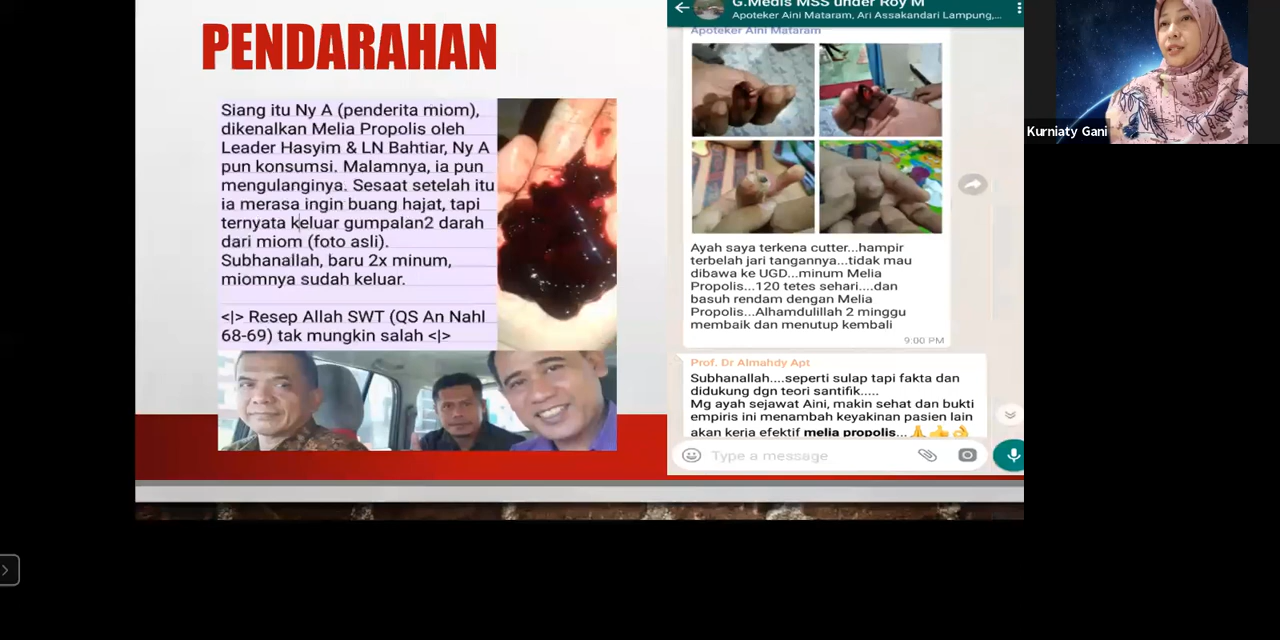 PENDARAHAN
Siang itu Ny A (penderita miom),
dikenalkan Melia Propolis oleh
Leader Hasyim & LN Bahtiar, Ny A
pun konsumsi. Malamnya, ia pun
mengulanginya. Sesaat setelah itu
ia merasa ingin buang hajat, tapi
ternyata keluar gumpalan2 darah
dari miom (foto asli).
Subhanallah, baru 2x minum,
miomnya sudah keluar.
<|> Resep Allah SWT (QS An Nahl
68-69) tak mungkin salah <|>
G.Medis MSS under Roy M
Apoteker Aini Mataram, Ari Assakandari Lampung,...
Apoteker Aini Mataram
Ayah saya terkena cutter...hampir
terbelah jari tangannya...tidak mau
dibawa ke UGD...minum Melia
Propolis...120 tetes sehari....dan
basuh rendam dengan Melia
Propolis...Alhamdulillah 2 minggu
membaik dan menutup kembali
9:00 PM
Prof. Dr Almahdy Apt
Subhanallah....seperti sulap tapi fakta dan
didukung dgn teori santifik.....
Mg ayah sejawat Aini, makin sehat dan bukti
empiris ini menambah keyakinan pasien lain
akan kerja efektif melia propolis...🙏👍👌
Type a message
Kurniaty Gani